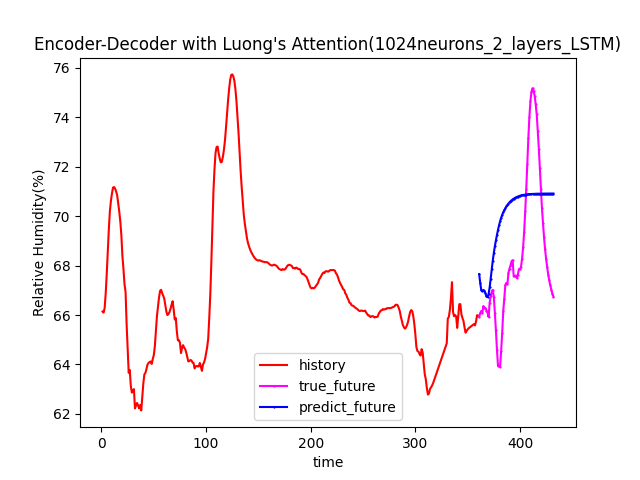 Encoder-Decoder with Luong's Attention(1024neurons_2_layers_LSTM)
76
74
72
70
68
66
64
62
Relative Humidity(%)
history
true_future
predict_future
0 100 200 300 400
time